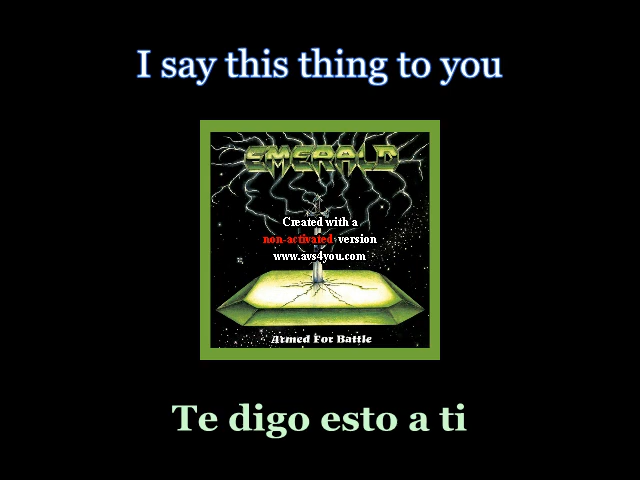 I say this thing to you
EMERALD
Created with a
non-activated version
www.avs4you.com
Armed For Battle
Te digo esto a ti